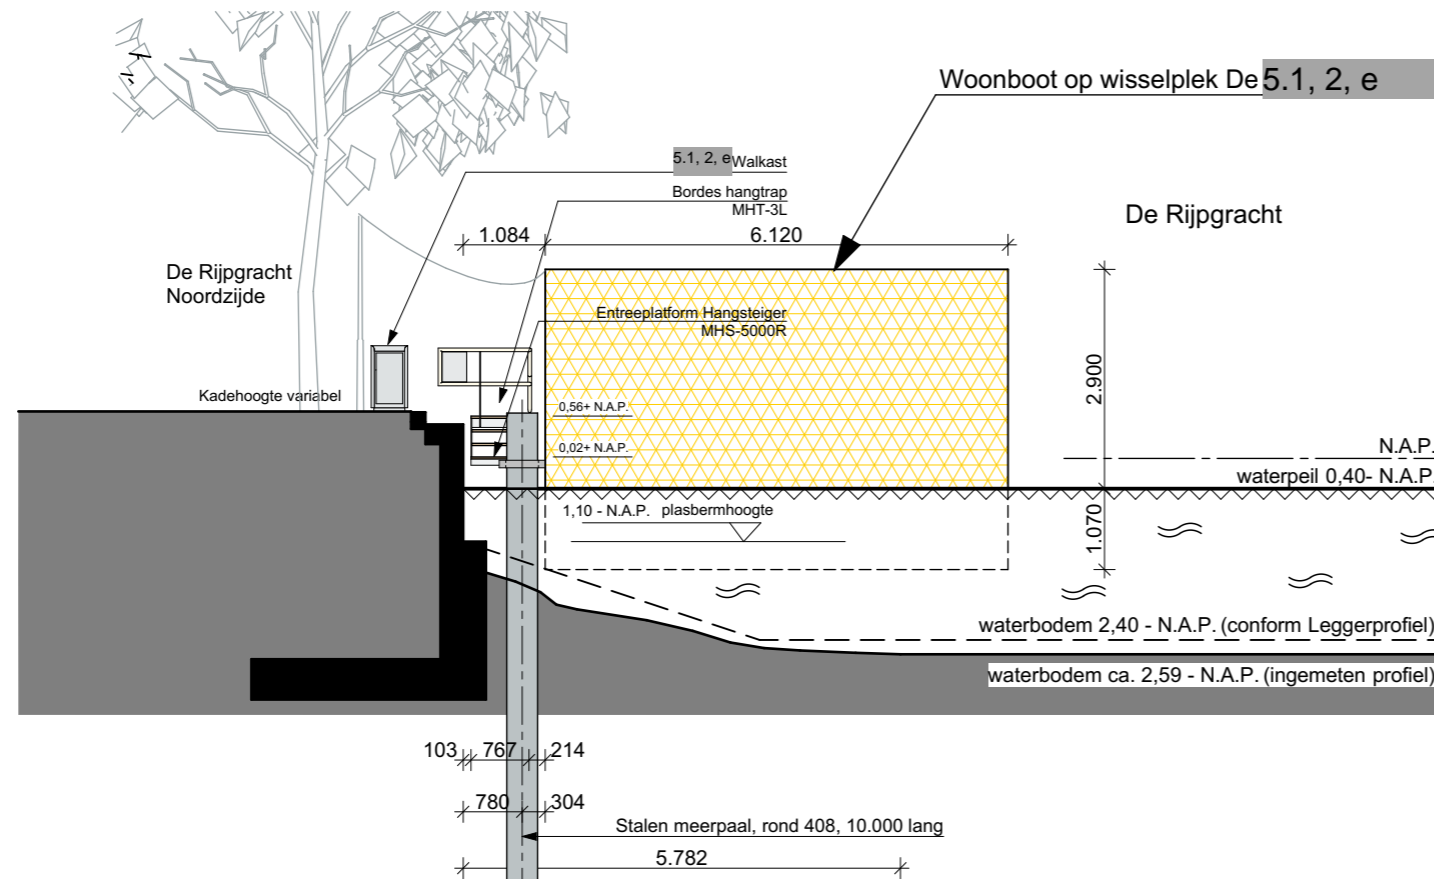 Woonboot op wisselplek De 5.1, 2, e
5.1, 2, e Walkast
Bordes hangtrap
MHT-3L
De Rijpgracht
1.084
6.120
De Rijpgracht
Noordzijde
Entreeplatform Hangsteiger
MHS-5000R
2.900
Kadehoogte variabel
0,56+ N.A.P.
0,02+ N.A.P.
N.A.P.
waterpeil 0,40- N.A.P.
1,10 - N.A.P. plasbermhoogte
1.070
waterbodem 2,40 - N.A.P. (conform Leggerprofiel)
waterbodem ca. 2,59 - N.A.P. (ingemeten profiel)
103 767 214
780 304
Stalen meerpaal, rond 408, 10.000 lang
5.782